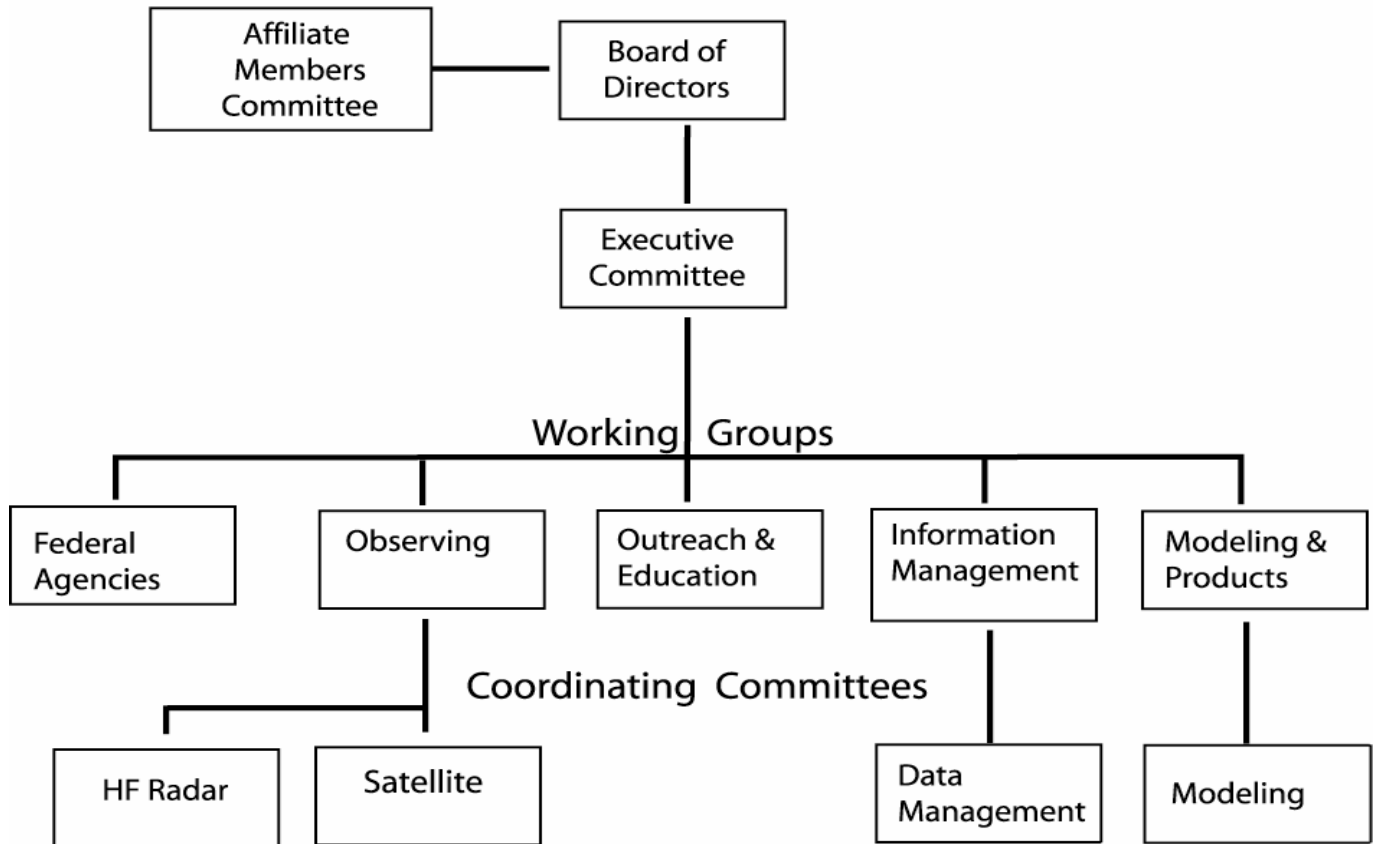 Affiliate
Members
Committee
Board of
Directors
Executive
Committee
Working Groups
Federal
Agencies
Observing
Outreach &
Education
Information
Management
Modeling &
Products
Coordinating Committees
HF Radar
Satellite
Data
Management
Modeling